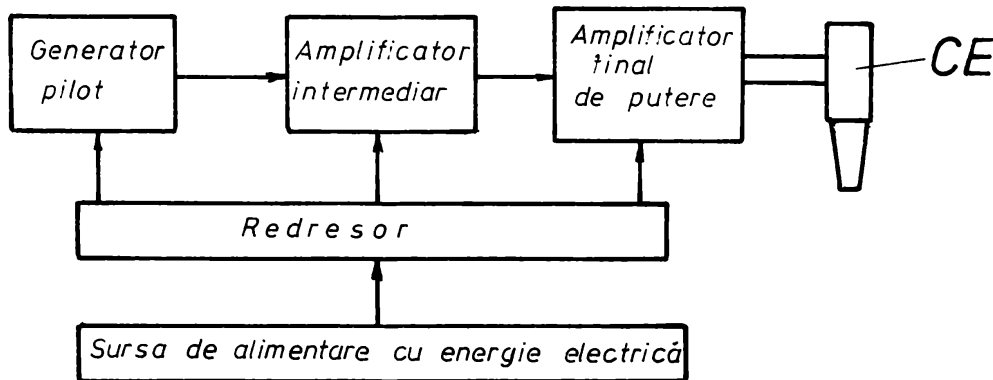 Generator
pilot
Amplificator
intermediar
Amplificator
final
de putere
CE
Redresor
Sursa de alimentare cu energie electrică